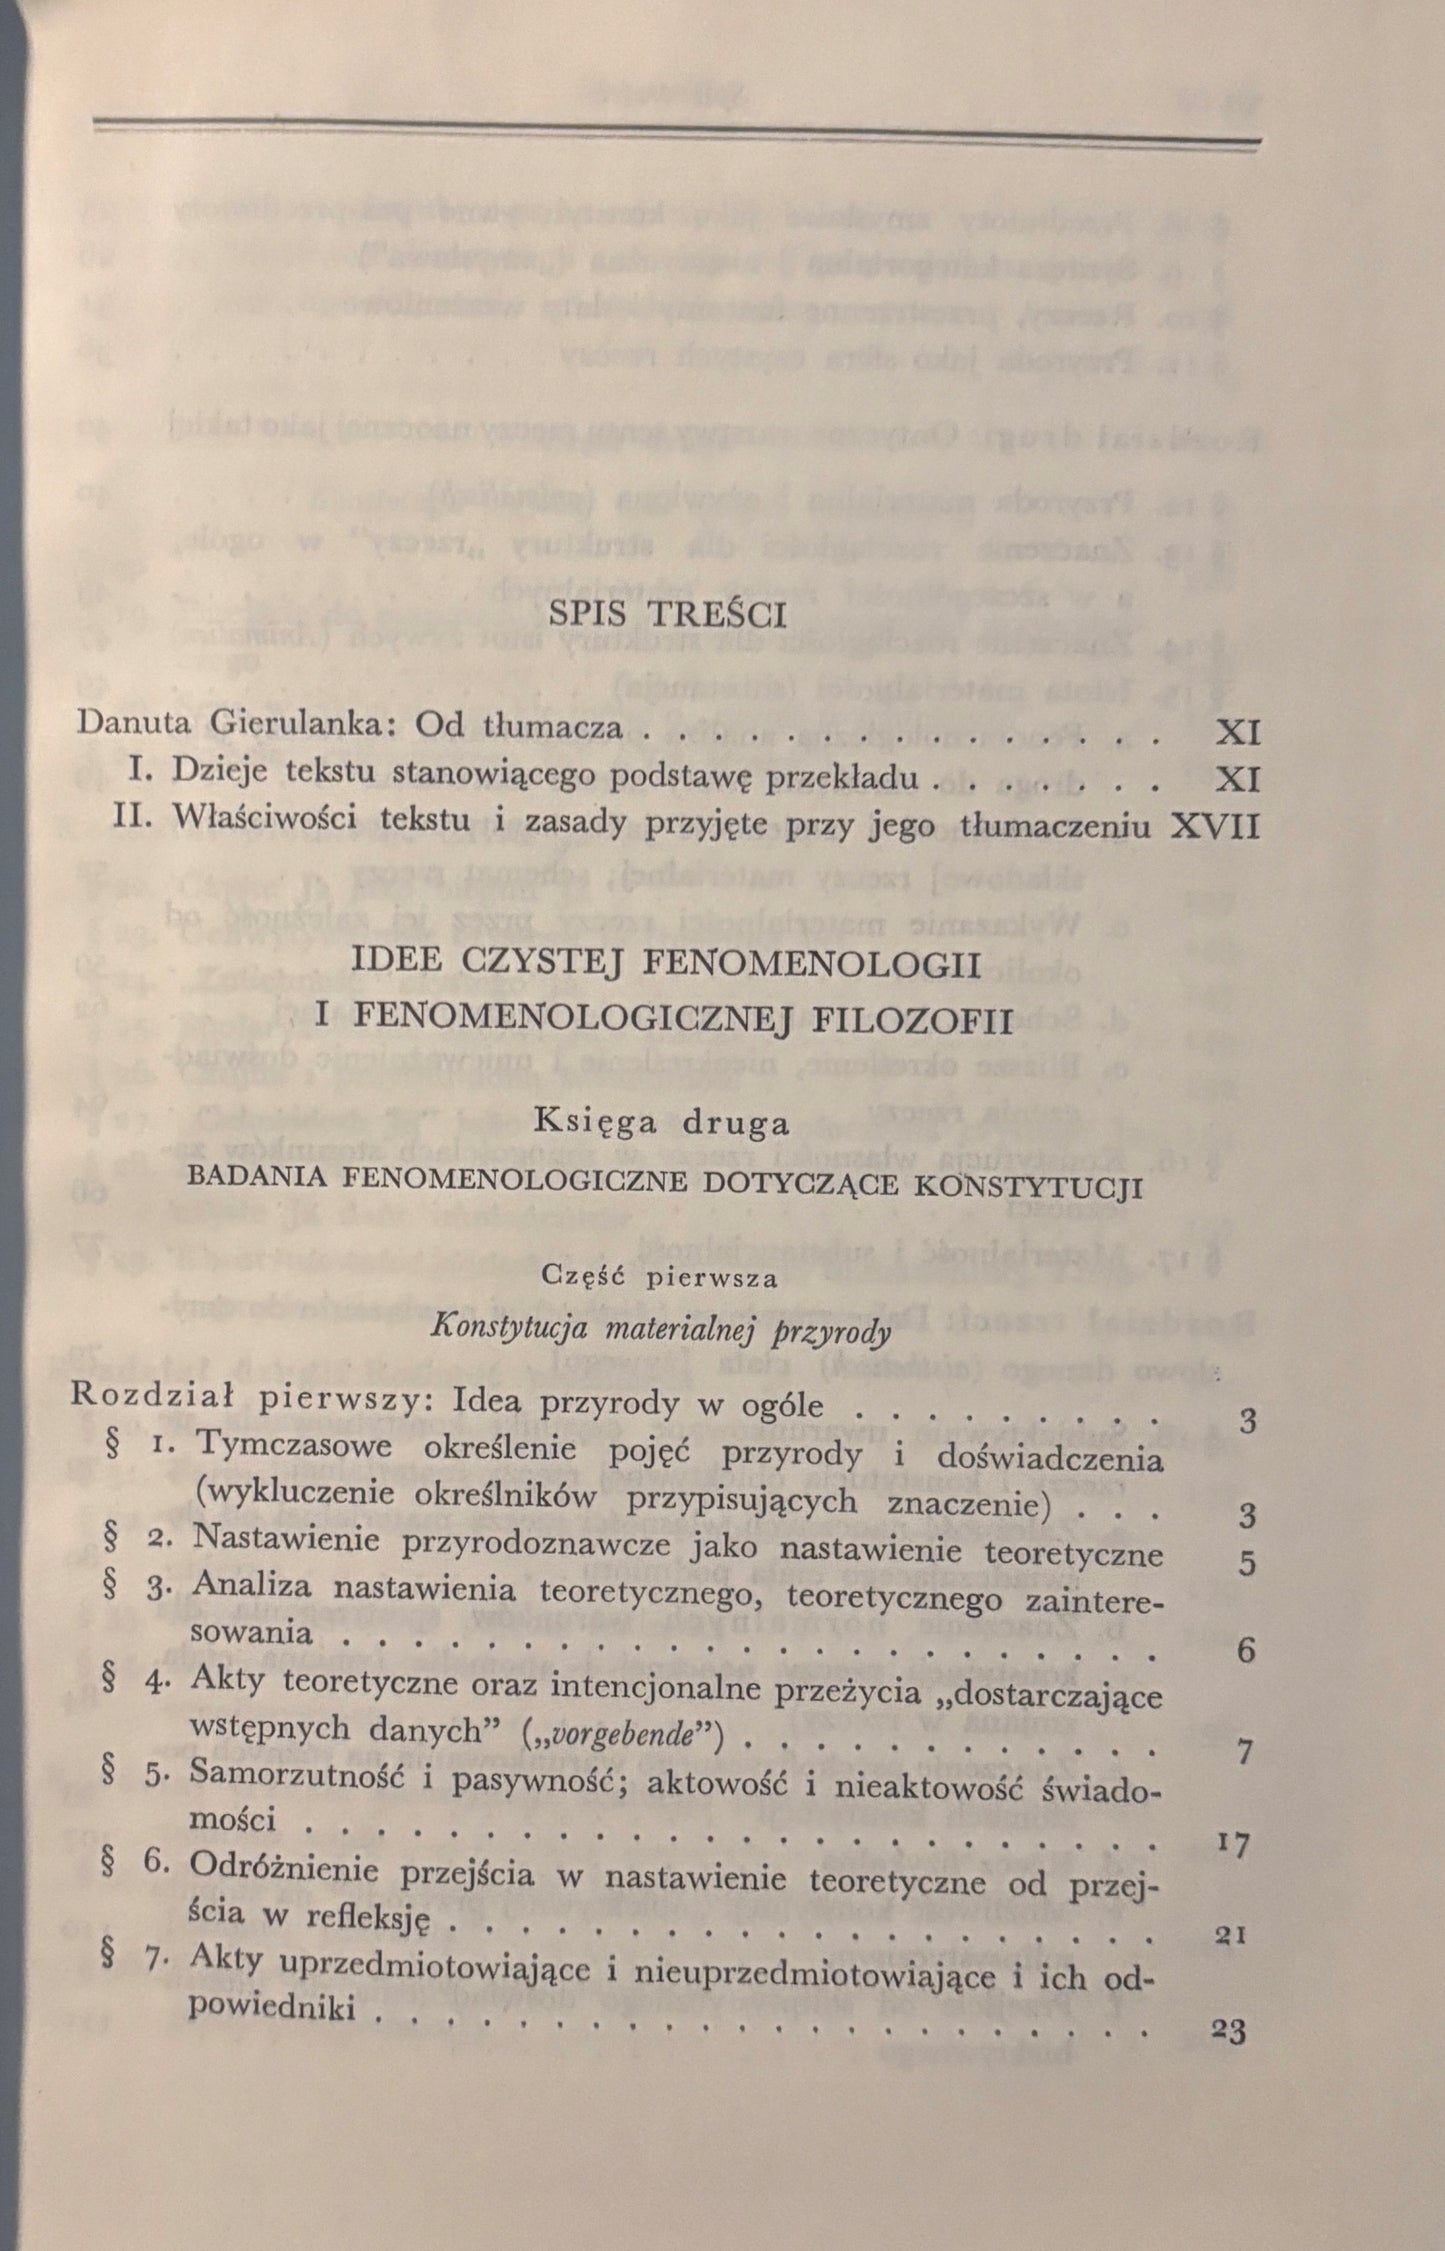 SPIS TREŚCI
Danuta Gierulanka: Od tłumacza . . . . . . . . . . . . . . . XI
I. Dzieje tekstu stanowiącego podstawę przekładu . . . . . . . XI
II. Właściwości tekstu i zasady przyjęte przy jego tłumaczeniu XVII
IDEE CZYSTEJ FENOMENOLOGII
I FENOMENOLOGICZNEJ FILOZOFII
Księga druga
BADANIA FENOMENOLOGICZNE DOTYCZĄCE KONSTYTUCJI
Część pierwsza
Konstytucja materialnej przyrody
Rozdział pierwszy: Idea przyrody w ogóle . . . . . . . . . 3
§ 1. Tymczasowe określenie pojęć przyrody i doświadczenia
(wykluczenie określników przypisujących znaczenie) . . . 3
§ 2. Nastawienie przyrodoznawcze jako nastawienie teoretyczne 5
§ 3. Analiza nastawienia teoretycznego, teoretycznego zaintere-
sowania . . . . . . . . . . . . . . . . . . . . . . . 6
§ 4. Akty teoretyczne oraz intencjonalne przeżycia „dostarczające
wstępnych danych” („vorgebende”) . . . . . . . . . . . . 7
§ 5. Samorzutność i pasywność; aktowość i nieaktowość świado-
mości . . . . . . . . . . . . . . . . . . . . . . . . 17
§ 6. Odróżnienie przejścia w nastawienie teoretyczne od przej-
ścia w refleksję . . . . . . . . . . . . . . . . . . . . 21
§ 7. Akty uprzedmiotowiające i nieuprzedmiotowiające i ich od-
powiedniki . . . . . . . . . . . . . . . . . . . . . . 23